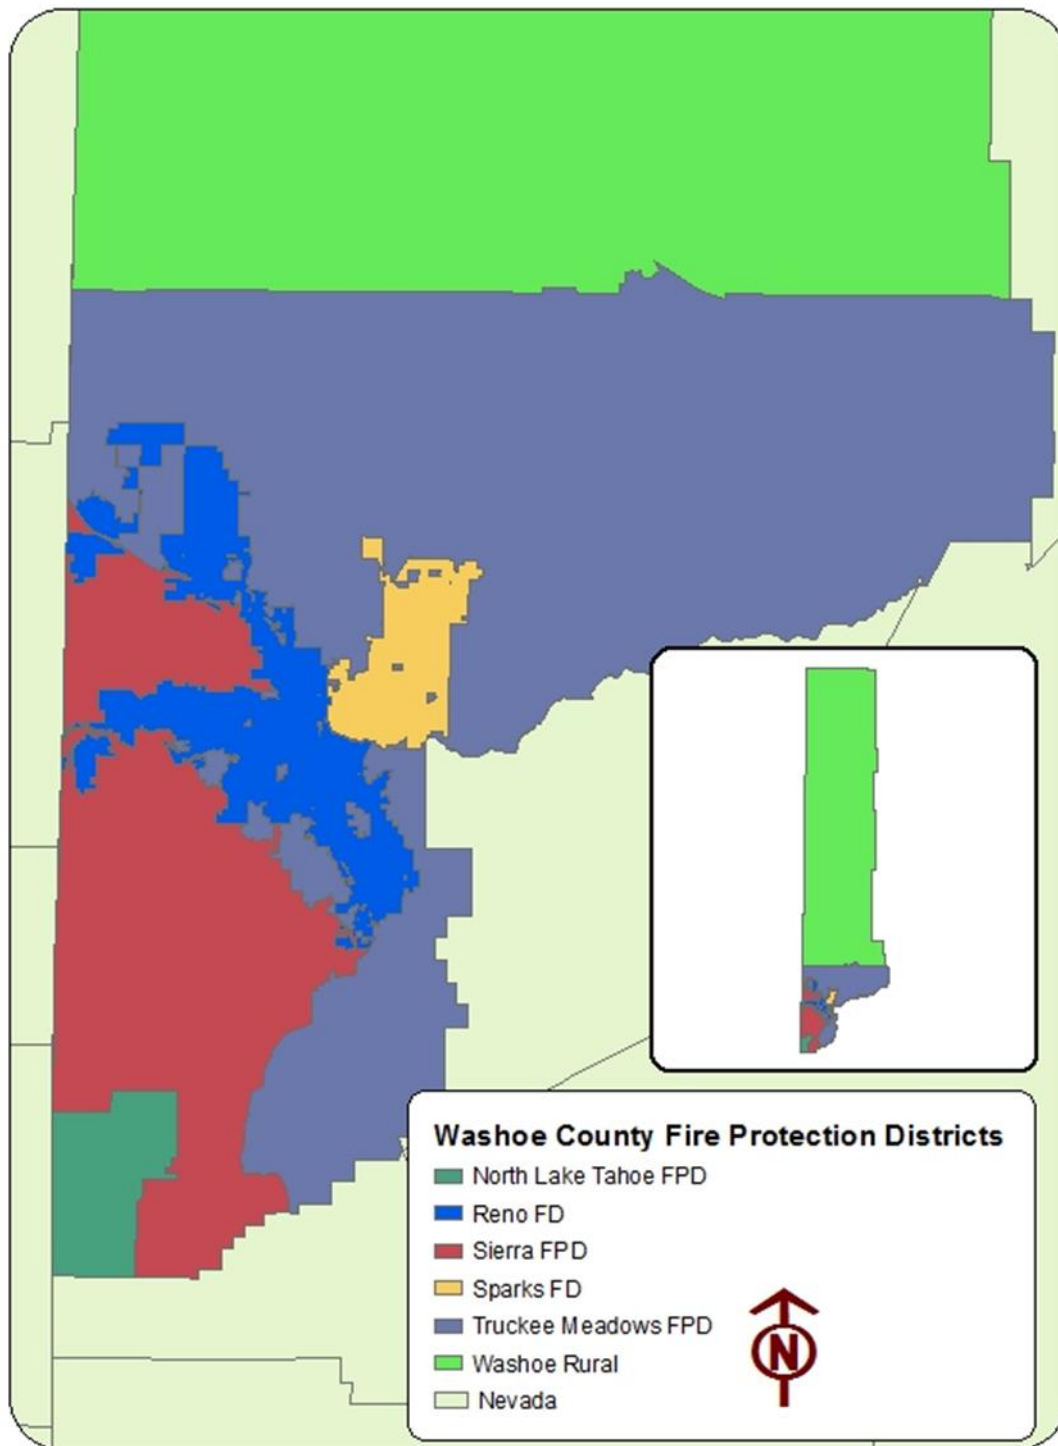 Washoe County Fire Protection Districts
North Lake Tahoe FPD
Reno FD
Sierra FPD
Sparks FD
Truckee Meadows FPD
Washoe Rural
Nevada
N